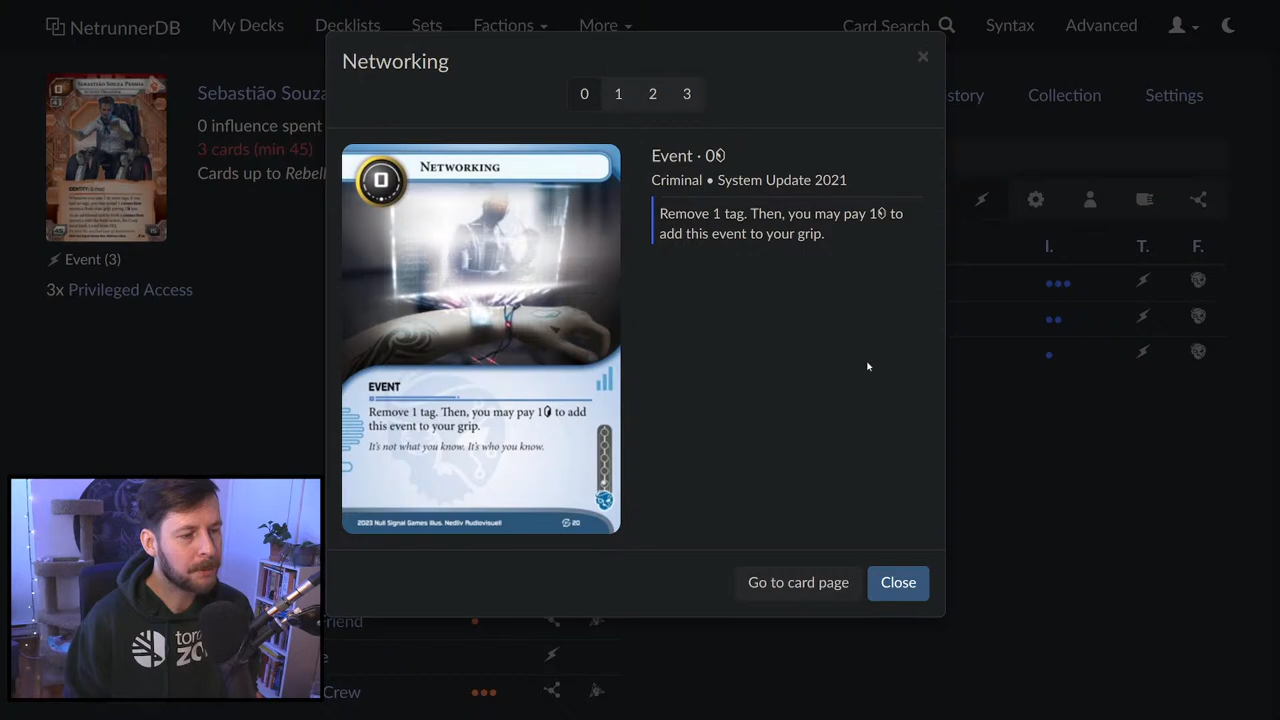 NetrunnerDB My Decks Decklists Sets Factions More Card Search Syntax Advanced
Networking
0 1 2 3
Sebastião Souza
0 influence spent
3 cards (min 45)
Cards up to Rebell
story Collection Settings
Event (3)
3x Privileged Access
0 NETWORKING
EVENT
Remove 1 tag. Then, you may pay 1 to add
this event to your grip.
It's not what you know. It's who you know.
2023 Null Signal Games Illus. Nedliv Audiovisuell 20
Event · 0
Criminal • System Update 2021
Remove 1 tag. Then, you may pay 1 to
add this event to your grip.
I. T. F.
Go to card page Close
riend
e
Crew